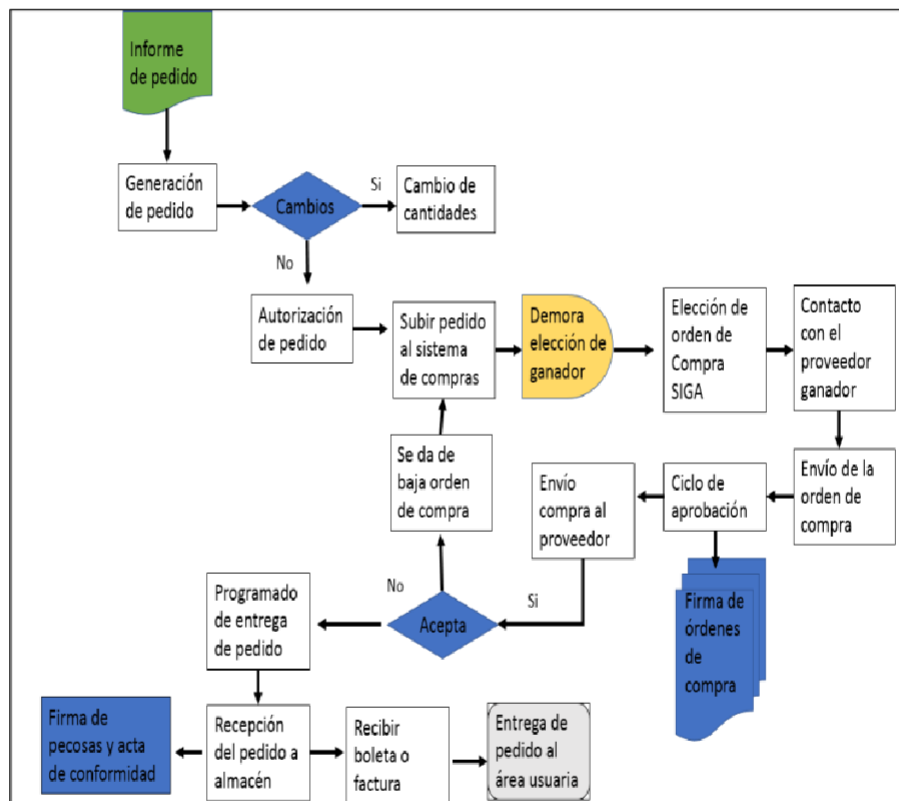 Informe
de pedido
Generación
de pedido
Cambios
Si
Cambio de
cantidades
No
Autorización
de pedido
Subir pedido
al sistema
de compras
Demora
elección de
ganador
Elección de
orden de
Compra
SIGA
Contacto
con el
proveedor
ganador
Se da de
baja orden
de compra
Envío
compra al
proveedor
Ciclo de
aprobación
Envío de la
orden de
compra
No
Si
Acepta
Firma de
órdenes
de
compra
Programado
de entrega
de pedido
Firma de
pecosas y acta
de conformidad
Recepción
del pedido a
almacén
Recibir
boleta o
factura
Entrega de
pedido al
área usuaria